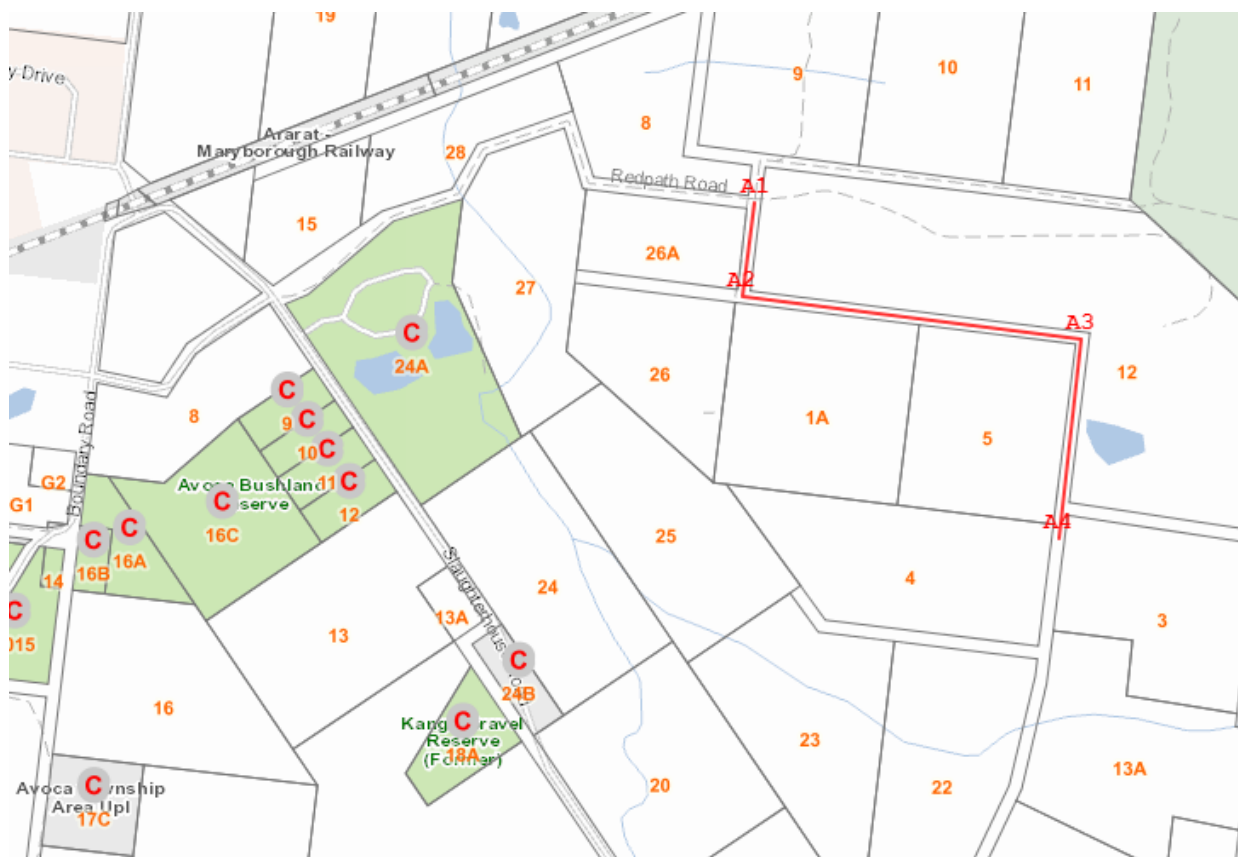 19
y Drive
9
10
11
8
Ararat -
Maryborough Railway
28
Redpath Road
A1
15
26A
A2
27
A3
C
24A
26
12
C
9
C
10
8
1A
5
C
11
C
12
Avoca Bushland
C
16C
Boundary Road
G2
G1
C
16B
C
16A
A4
25
14
C
4
24
13A
13
3
015
C
24B
16
C
18A
Reserve
(Former)
23
13A
20
22
C
Area Upl
17C